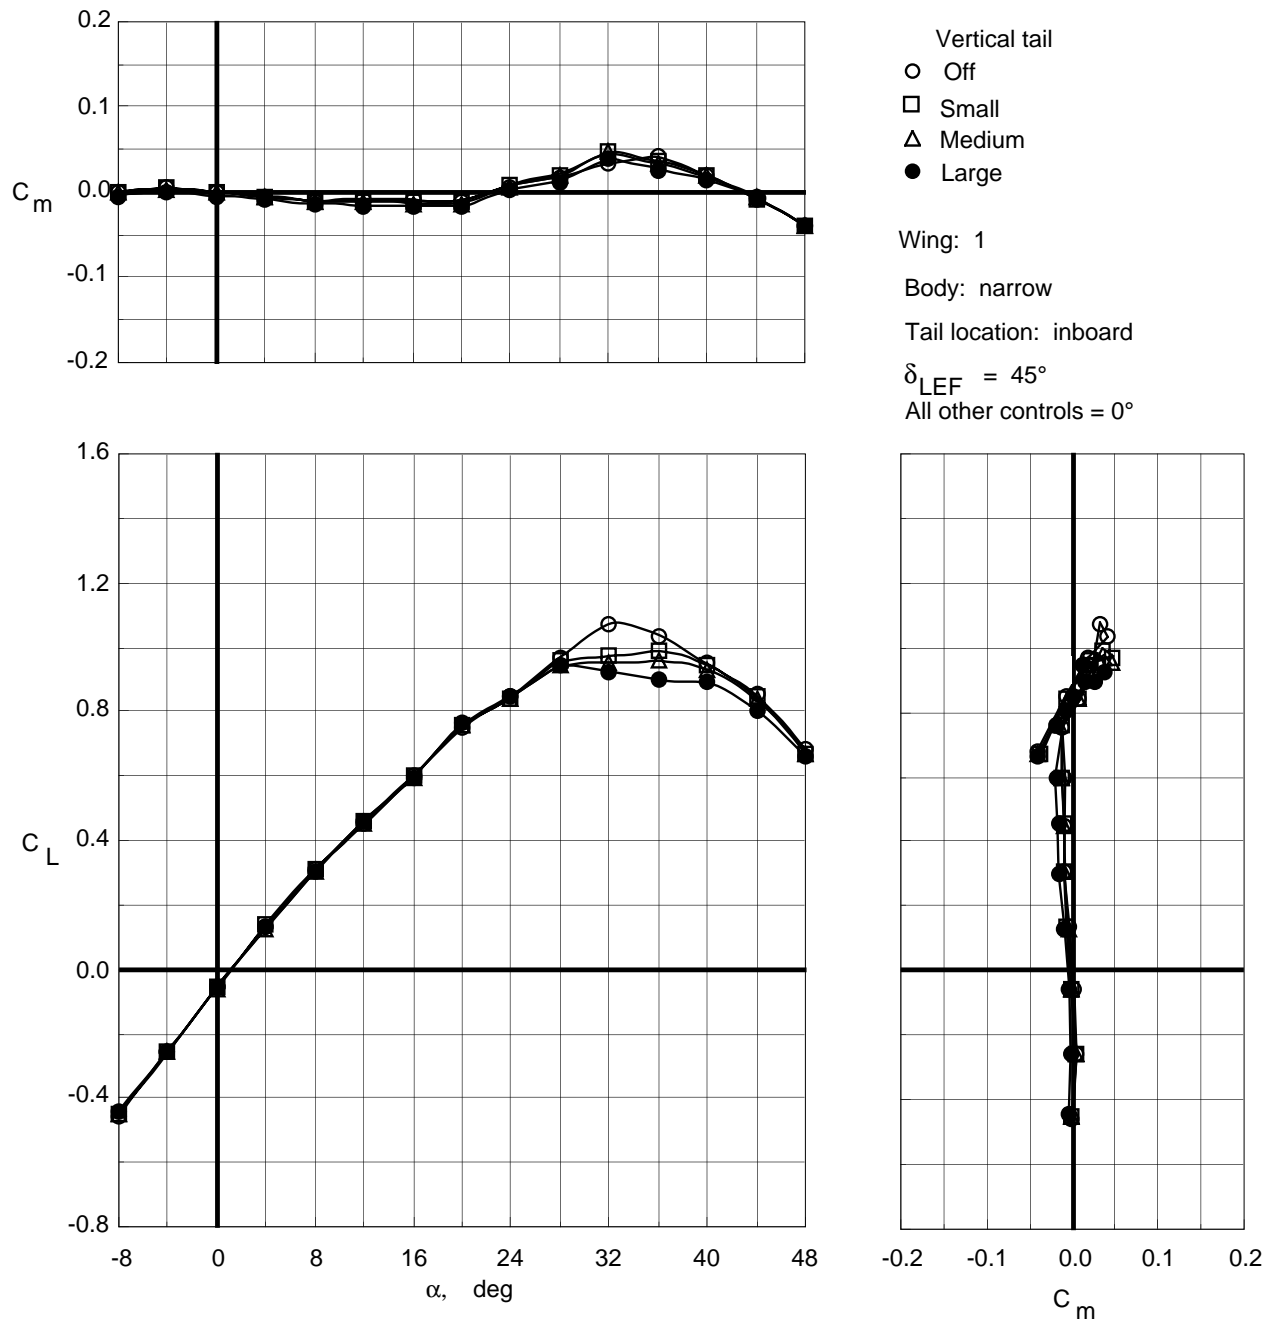 0.2
0.1
0.0
-0.1
-0.2
C m
Vertical tail
Off
Small
Medium
Large
Wing: 1
Body: narrow
Tail location: inboard
δLEF = 45°
All other controls = 0°
1.6
1.2
0.8
0.4
0.0
-0.4
-0.8
C L
-8 0 8 16 24 32 40 48
α, deg
-0.2 -0.1 0.0 0.1 0.2
C m